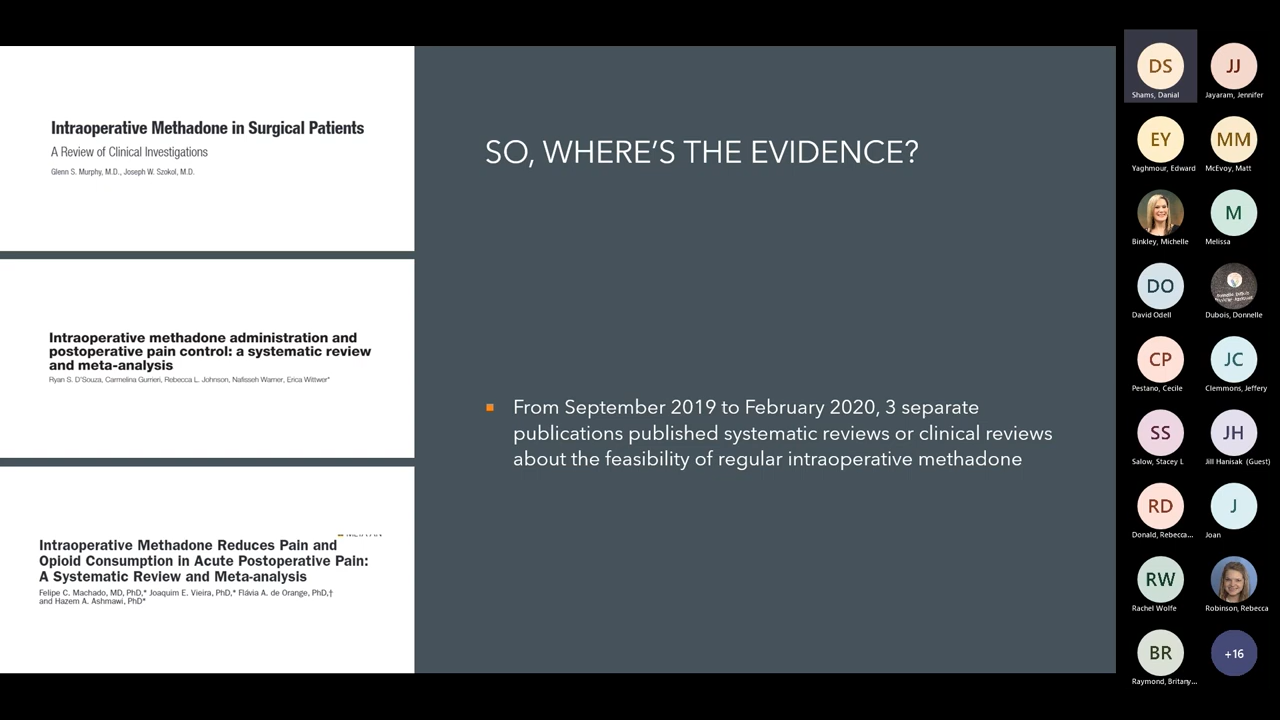 Intraoperative Methadone in Surgical Patients
A Review of Clinical Investigations
Glenn S. Murphy, M.D., Joseph W. Szokol, M.D.
Intraoperative methadone administration and
postoperative pain control: a systematic review
and meta-analysis
Ryan S. D'Souza, Carmelina Gurrieri, Rebecca L. Johnson, Nafisseh Warner, Erica Wittwer*
Intraoperative Methadone Reduces Pain and
Opioid Consumption in Acute Postoperative Pain:
A Systematic Review and Meta-analysis
Felipe C. Machado, MD, PhD,* Joaquim E. Vieira, PhD,* Flávia A. de Orange, PhD,†
and Hazem A. Ashmawi, PhD*
SO, WHERE'S THE EVIDENCE?
From September 2019 to February 2020, 3 separate
publications published systematic reviews or clinical reviews
about the feasibility of regular intraoperative methadone
DS
Shams, Danial
JJ
Jayaram, Jennifer
EY
Yaghmour, Edward
MM
McEvoy, Matt
Binkley, Michelle
M
Melissa
DO
David Odell
Dubois, Donnelle
CP
Pestano, Cecile
JC
Clemmons, Jeffery
SS
Salow, Stacey L
JH
Jill Hanisak (Guest)
RD
Donald, Rebecca...
J
Joan
RW
Rachel Wolfe
Robinson, Rebecca
BR
Raymond, Britany...
+16